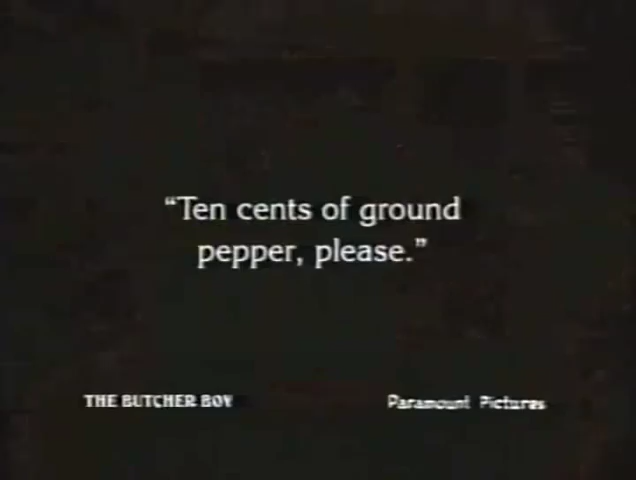 “Ten cents of ground
pepper, please.”
THE BUTCHER BOY
Paramount Pictures